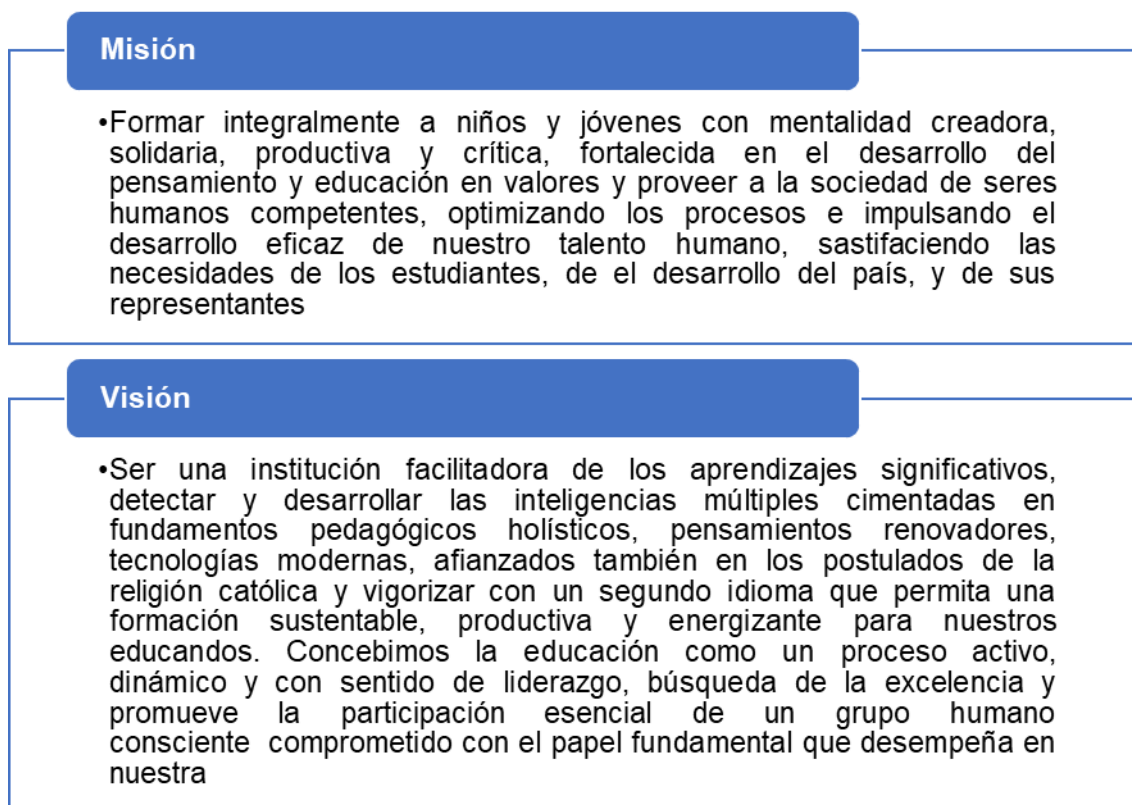 Misión
•Formar integralmente a niños y jóvenes con mentalidad creadora,
solidaria, productiva y crítica, fortalecida en el desarrollo del
pensamiento y educación en valores y proveer a la sociedad de seres
humanos competentes, optimizando los procesos e impulsando el
desarrollo eficaz de nuestro talento humano, sastifaciendo las
necesidades de los estudiantes, de el desarrollo del país, y de sus
representantes
Visión
•Ser una institución facilitadora de los aprendizajes significativos,
detectar y desarrollar las inteligencias múltiples cimentadas en
fundamentos pedagógicos holísticos, pensamientos renovadores,
tecnologías modernas, afianzados también en los postulados de la
religión católica y vigorizar con un segundo idioma que permita una
formación sustentable, productiva y energizante para nuestros
educandos. Concebimos la educación como un proceso activo,
dinámico y con sentido de liderazgo, búsqueda de la excelencia y
promueve la participación esencial de un grupo humano
consciente comprometido con el papel fundamental que desempeña en
nuestra